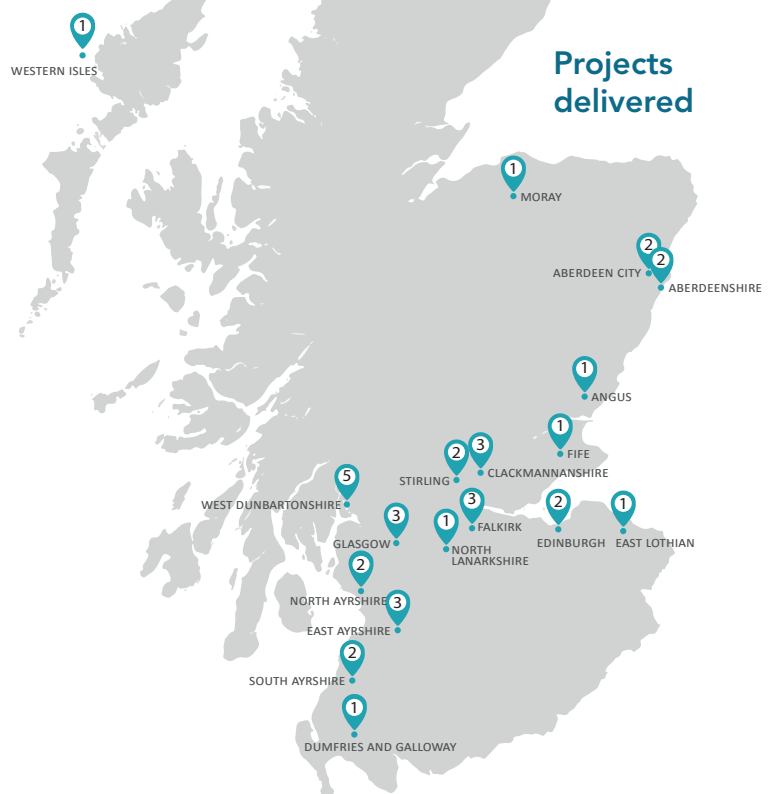 1
WESTERN ISLES
Projects
delivered
1
MORAY
2
ABERDEEN CITY
2
ABERDEENSHIRE
1
ANGUS
1
FIFE
2
STIRLING
3
CLACKMANNANSHIRE
5
WEST DUNBARTONSHIRE
3
GLASGOW
1
NORTH
LANARKSHIRE
3
FALKIRK
2
EDINBURGH
1
EAST LOTHIAN
2
NORTH AYRSHIRE
3
EAST AYRSHIRE
2
SOUTH AYRSHIRE
1
DUMFRIES AND GALLOWAY